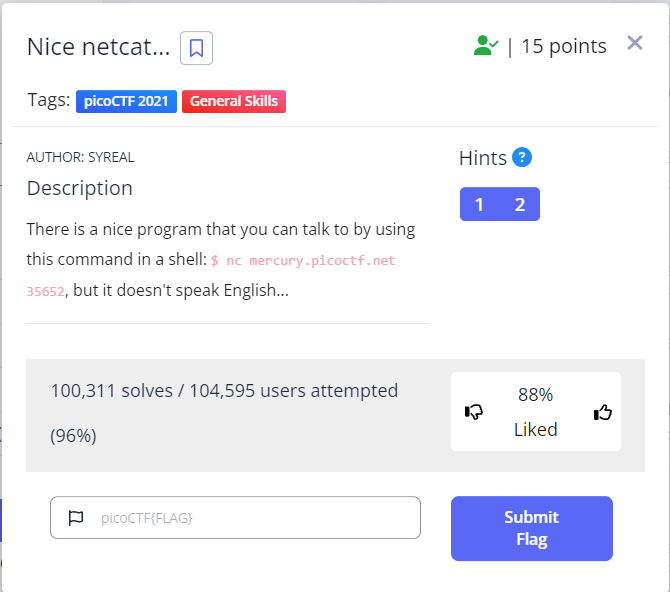 Nice netcat...
| 15 points
Tags: picoCTF 2021 General Skills
AUTHOR: SYREAL
Hints ?
Description
1 2
There is a nice program that you can talk to by using
this command in a shell: $ nc mercury.picoctf.net
35652, but it doesn't speak English...
100,311 solves / 104,595 users attempted
(96%)
88%
Liked
picoCTF{FLAG}
Submit
Flag